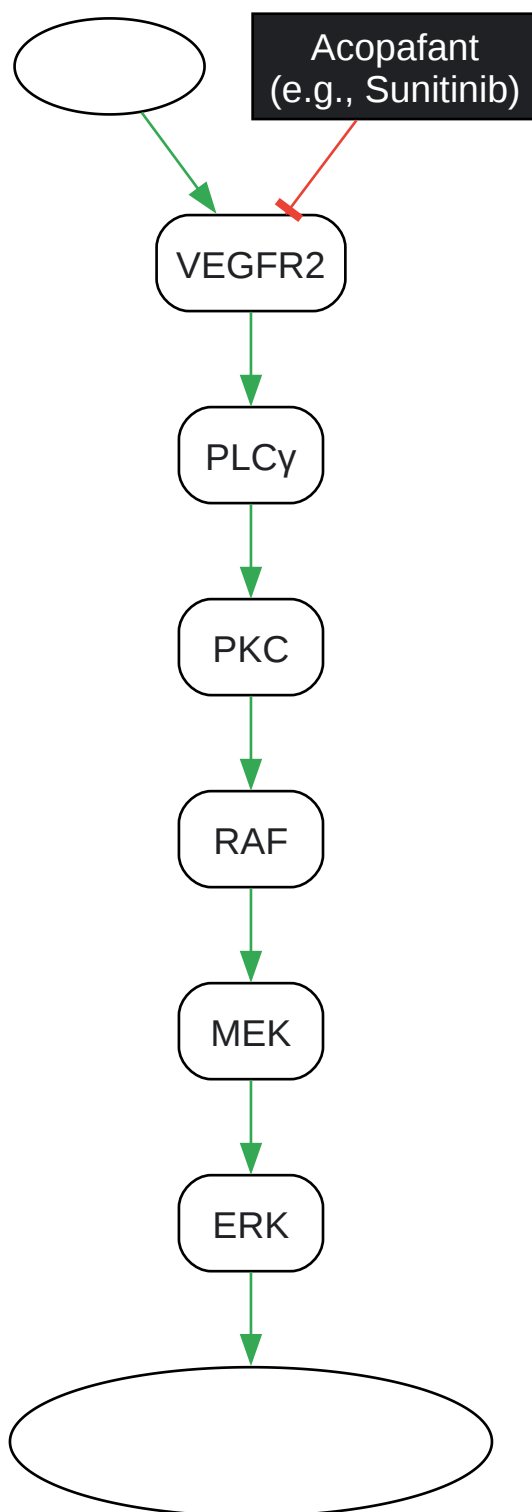 Acopafant
(e.g., Sunitinib)
VEGFR2
PLCγ
PKC
RAF
MEK
ERK